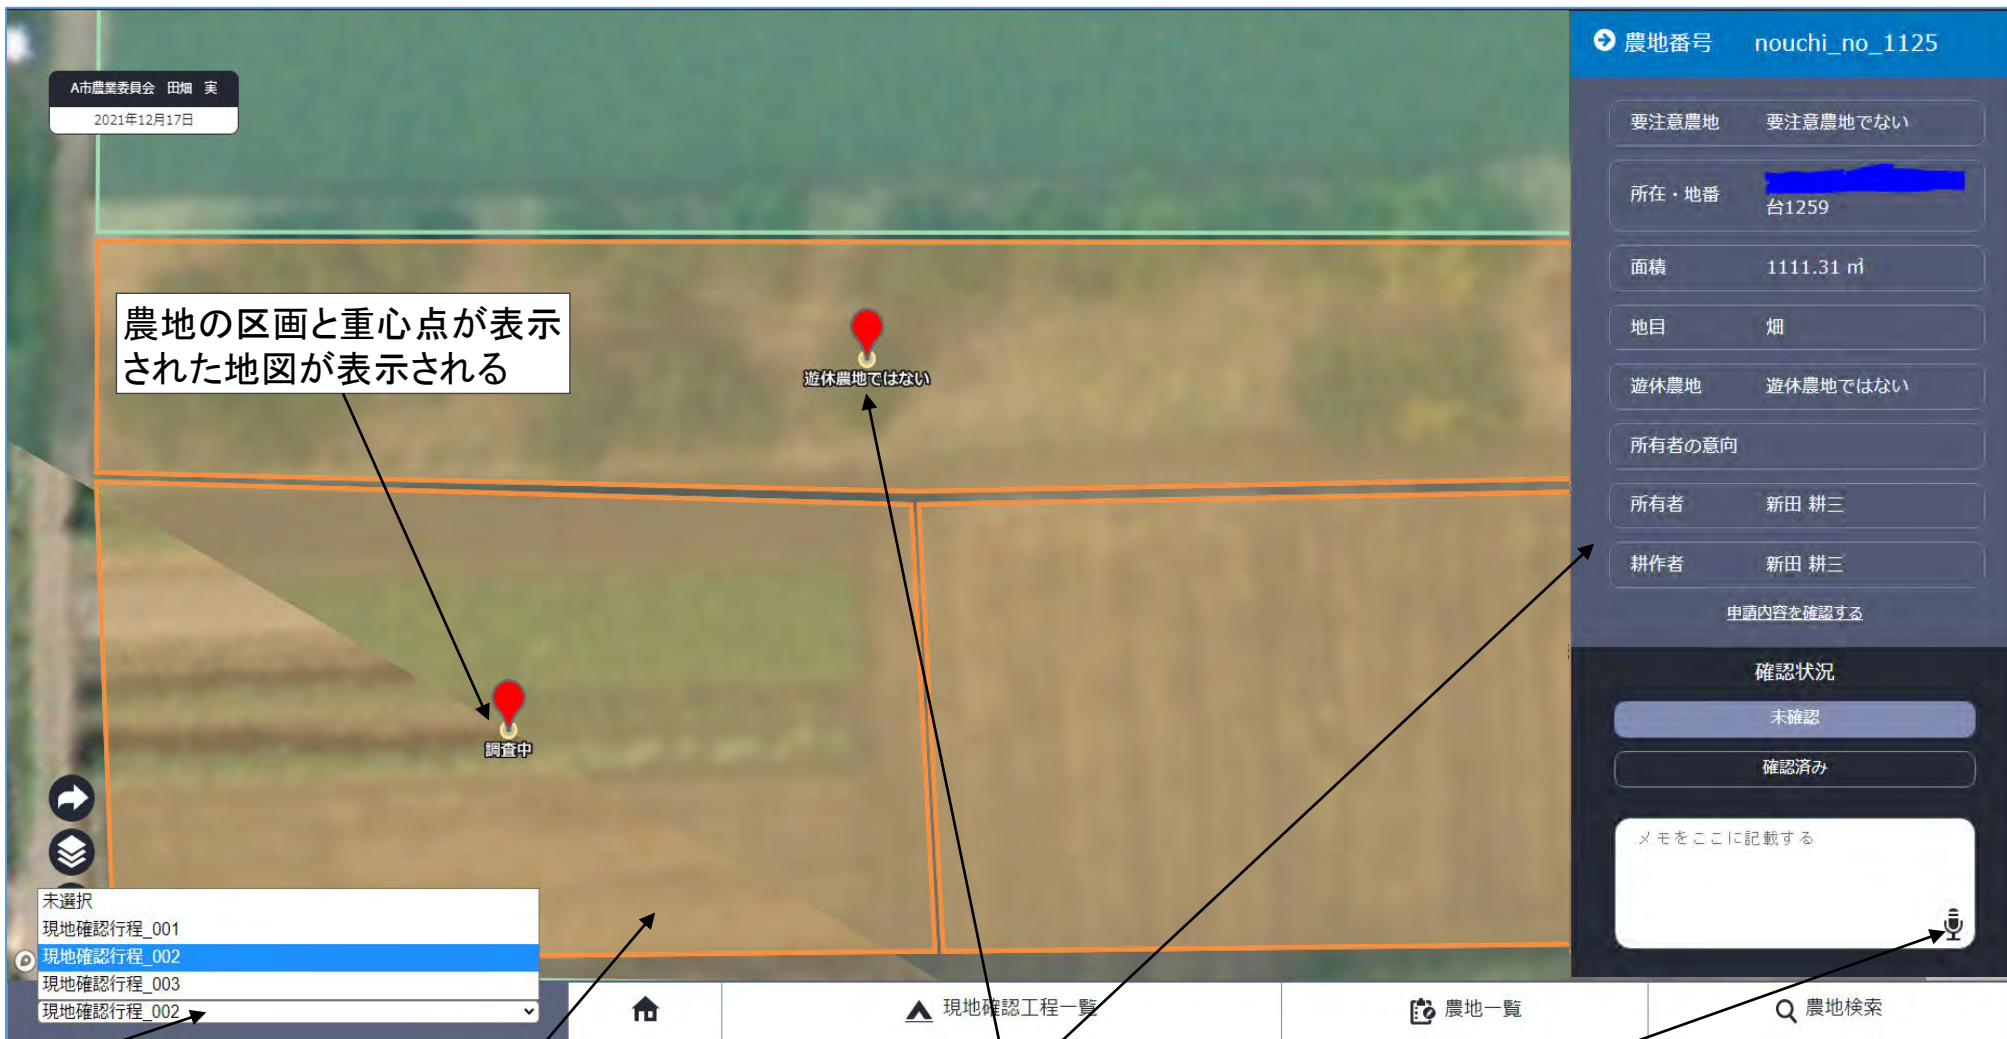 A市農業委員会 田畑 実
2021年12月17日
農地の区画と重心点が表示
された地図が表示される
遊休農地ではない
調査中
未選択
現地確認行程_001
現地確認行程_002
現地確認行程_003
現地確認行程_002
現地確認工程一覧
農地一覧
農地検索
農地番号 nouchi_no_1125
要注意農地 要注意農地でない
所在・地番 台1259
面積 1111.31 ㎡
地目 畑
遊休農地 遊休農地ではない
所有者の意向
所有者 新田 耕三
耕作者 新田 耕三
申請内容を確認する
確認状況
未確認
確認済み
メモをここに記載する